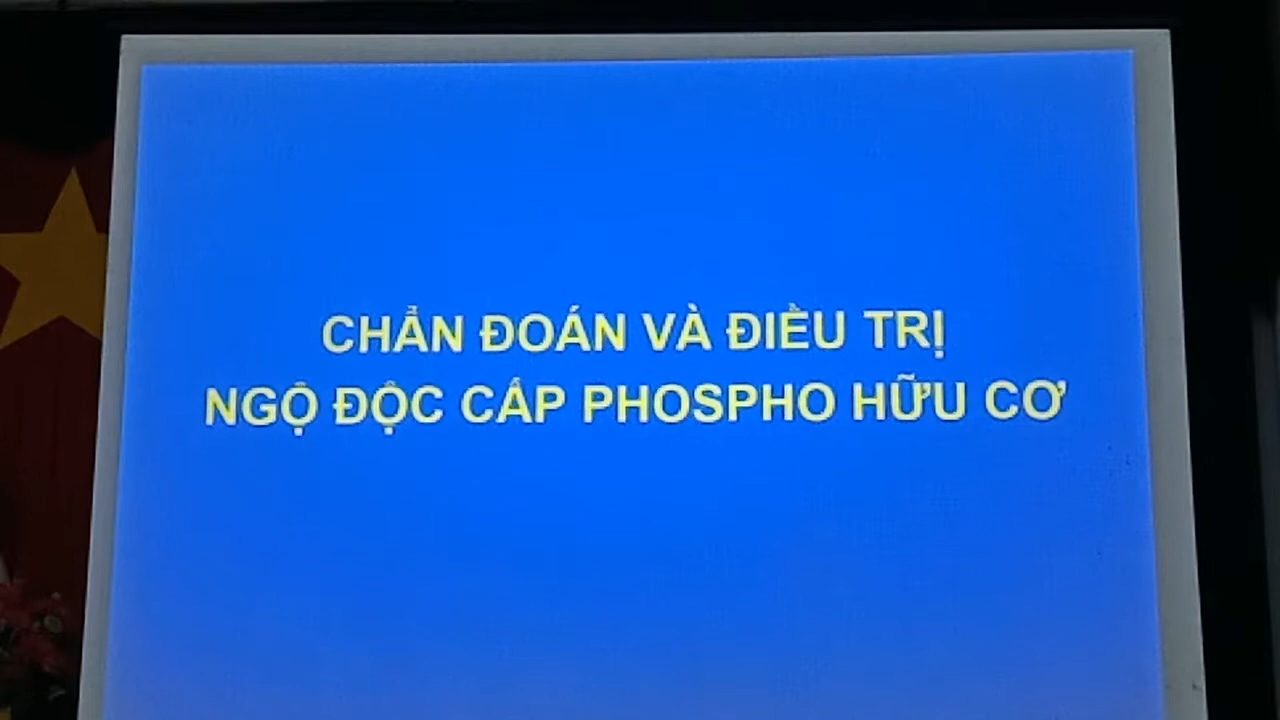 CHẨN ĐOÁN VÀ ĐIỀU TRỊ
NGỘ ĐỘC CẤP PHOSPHO HỮU CƠ